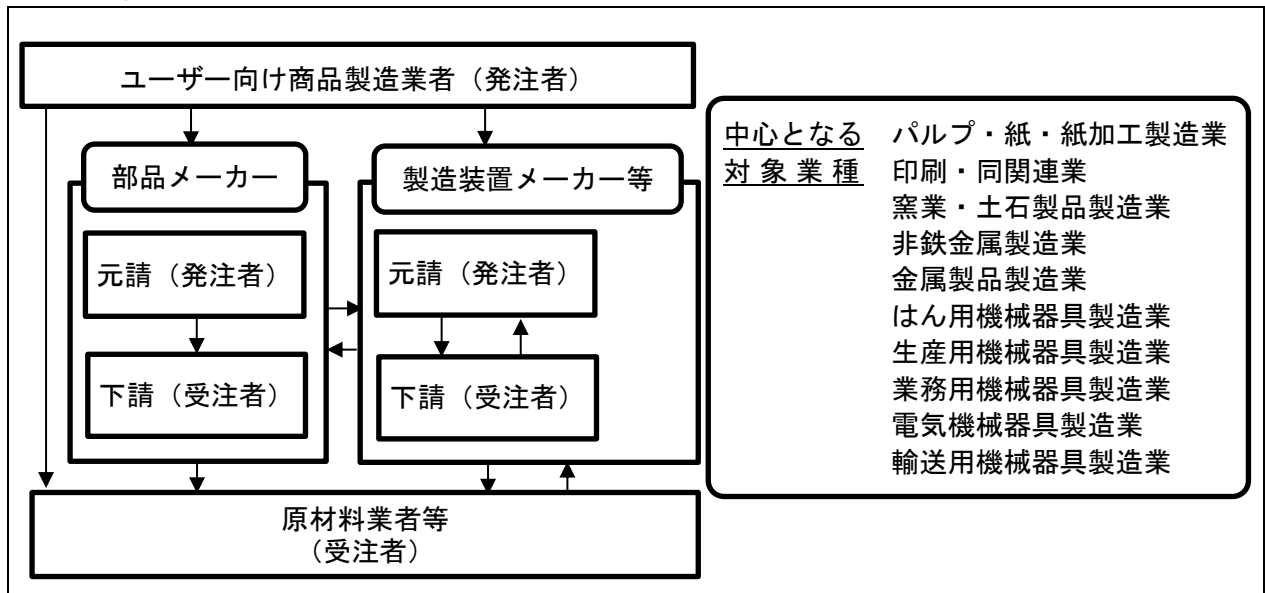 ユーザー向け商品製造業者（発注者）
部品メーカー
製造装置メーカー等
元請（発注者）
元請（発注者）
下請（受注者）
下請（受注者）
原材料業者等
（受注者）
中心となる パルプ・紙・紙加工製造業
対象業種 印刷・同関連業
窯業・土石製品製造業
非鉄金属製造業
金属製品製造業
はん用機械器具製造業
生産用機械器具製造業
業務用機械器具製造業
電気機械器具製造業
輸送用機械器具製造業